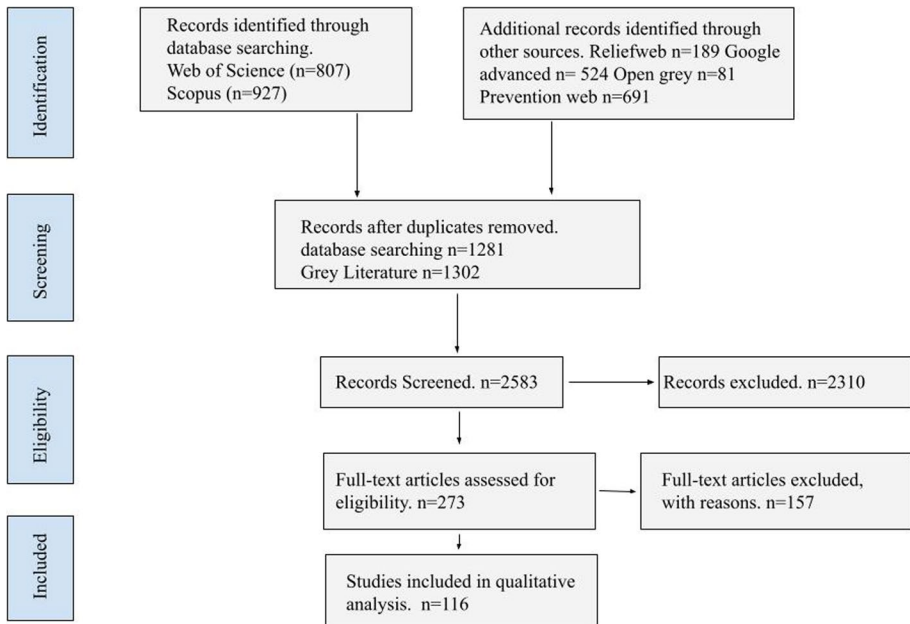 Identification
Records identified through
database searching.
Web of Science (n=807)
Scopus (n=927)
Additional records identified through
other sources. Reliefweb n=189 Google
advanced n= 524 Open grey n=81
Prevention web n=691
Screening
Records after duplicates removed.
database searching n=1281
Grey Literature n=1302
Eligibility
Records Screened. n=2583
Records excluded. n=2310
Full-text articles assessed for
eligibility. n=273
Full-text articles excluded,
with reasons. n=157
Included
Studies included in qualitative
analysis. n=116